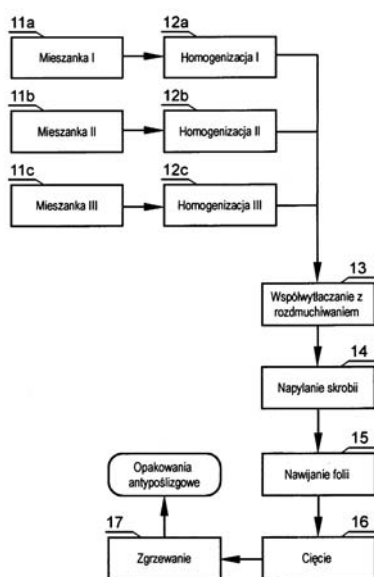 11a
12a
Mieszanka I
Homogenizacja I
11b
12b
Mieszanka II
Homogenizacja II
11c
12c
Mieszanka III
Homogenizacja III
13
Współwytłaczanie z
rozdmuchiwaniem
14
Napylanie skrobii
15
Nawijanie folii
Opakowania
antypoślizgowe
17
16
Zgrzewanie
Cięcie